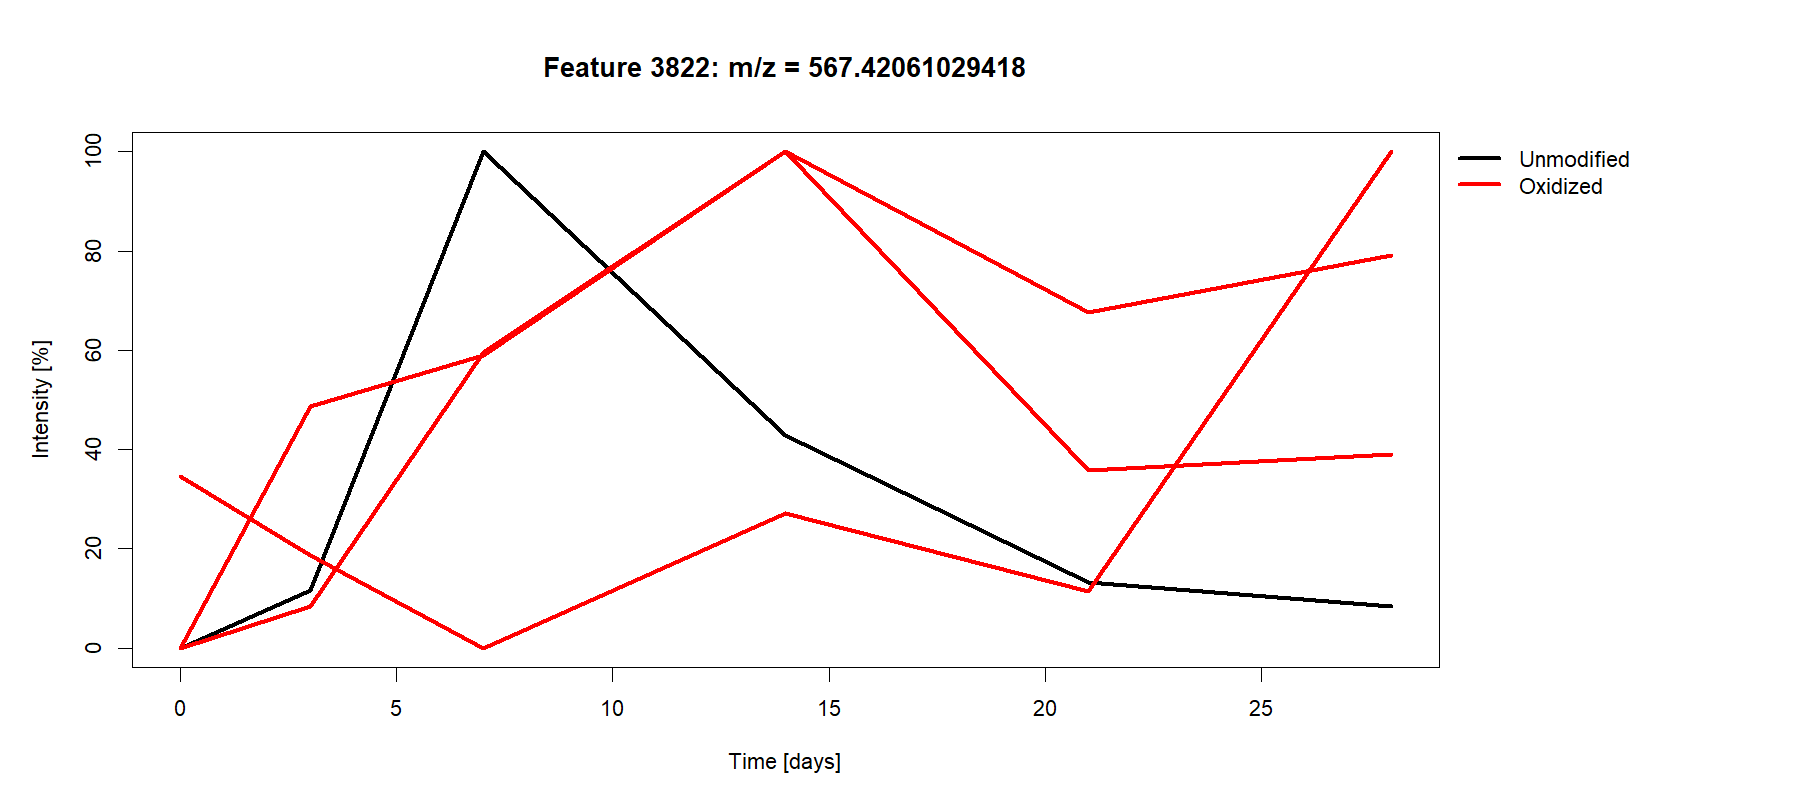 Feature 3822: m/z = 567.42061029418
Unmodified
Oxidized
Intensity [%]
100
80
60
40
20
0
0 5 10 15 20 25
Time [days]